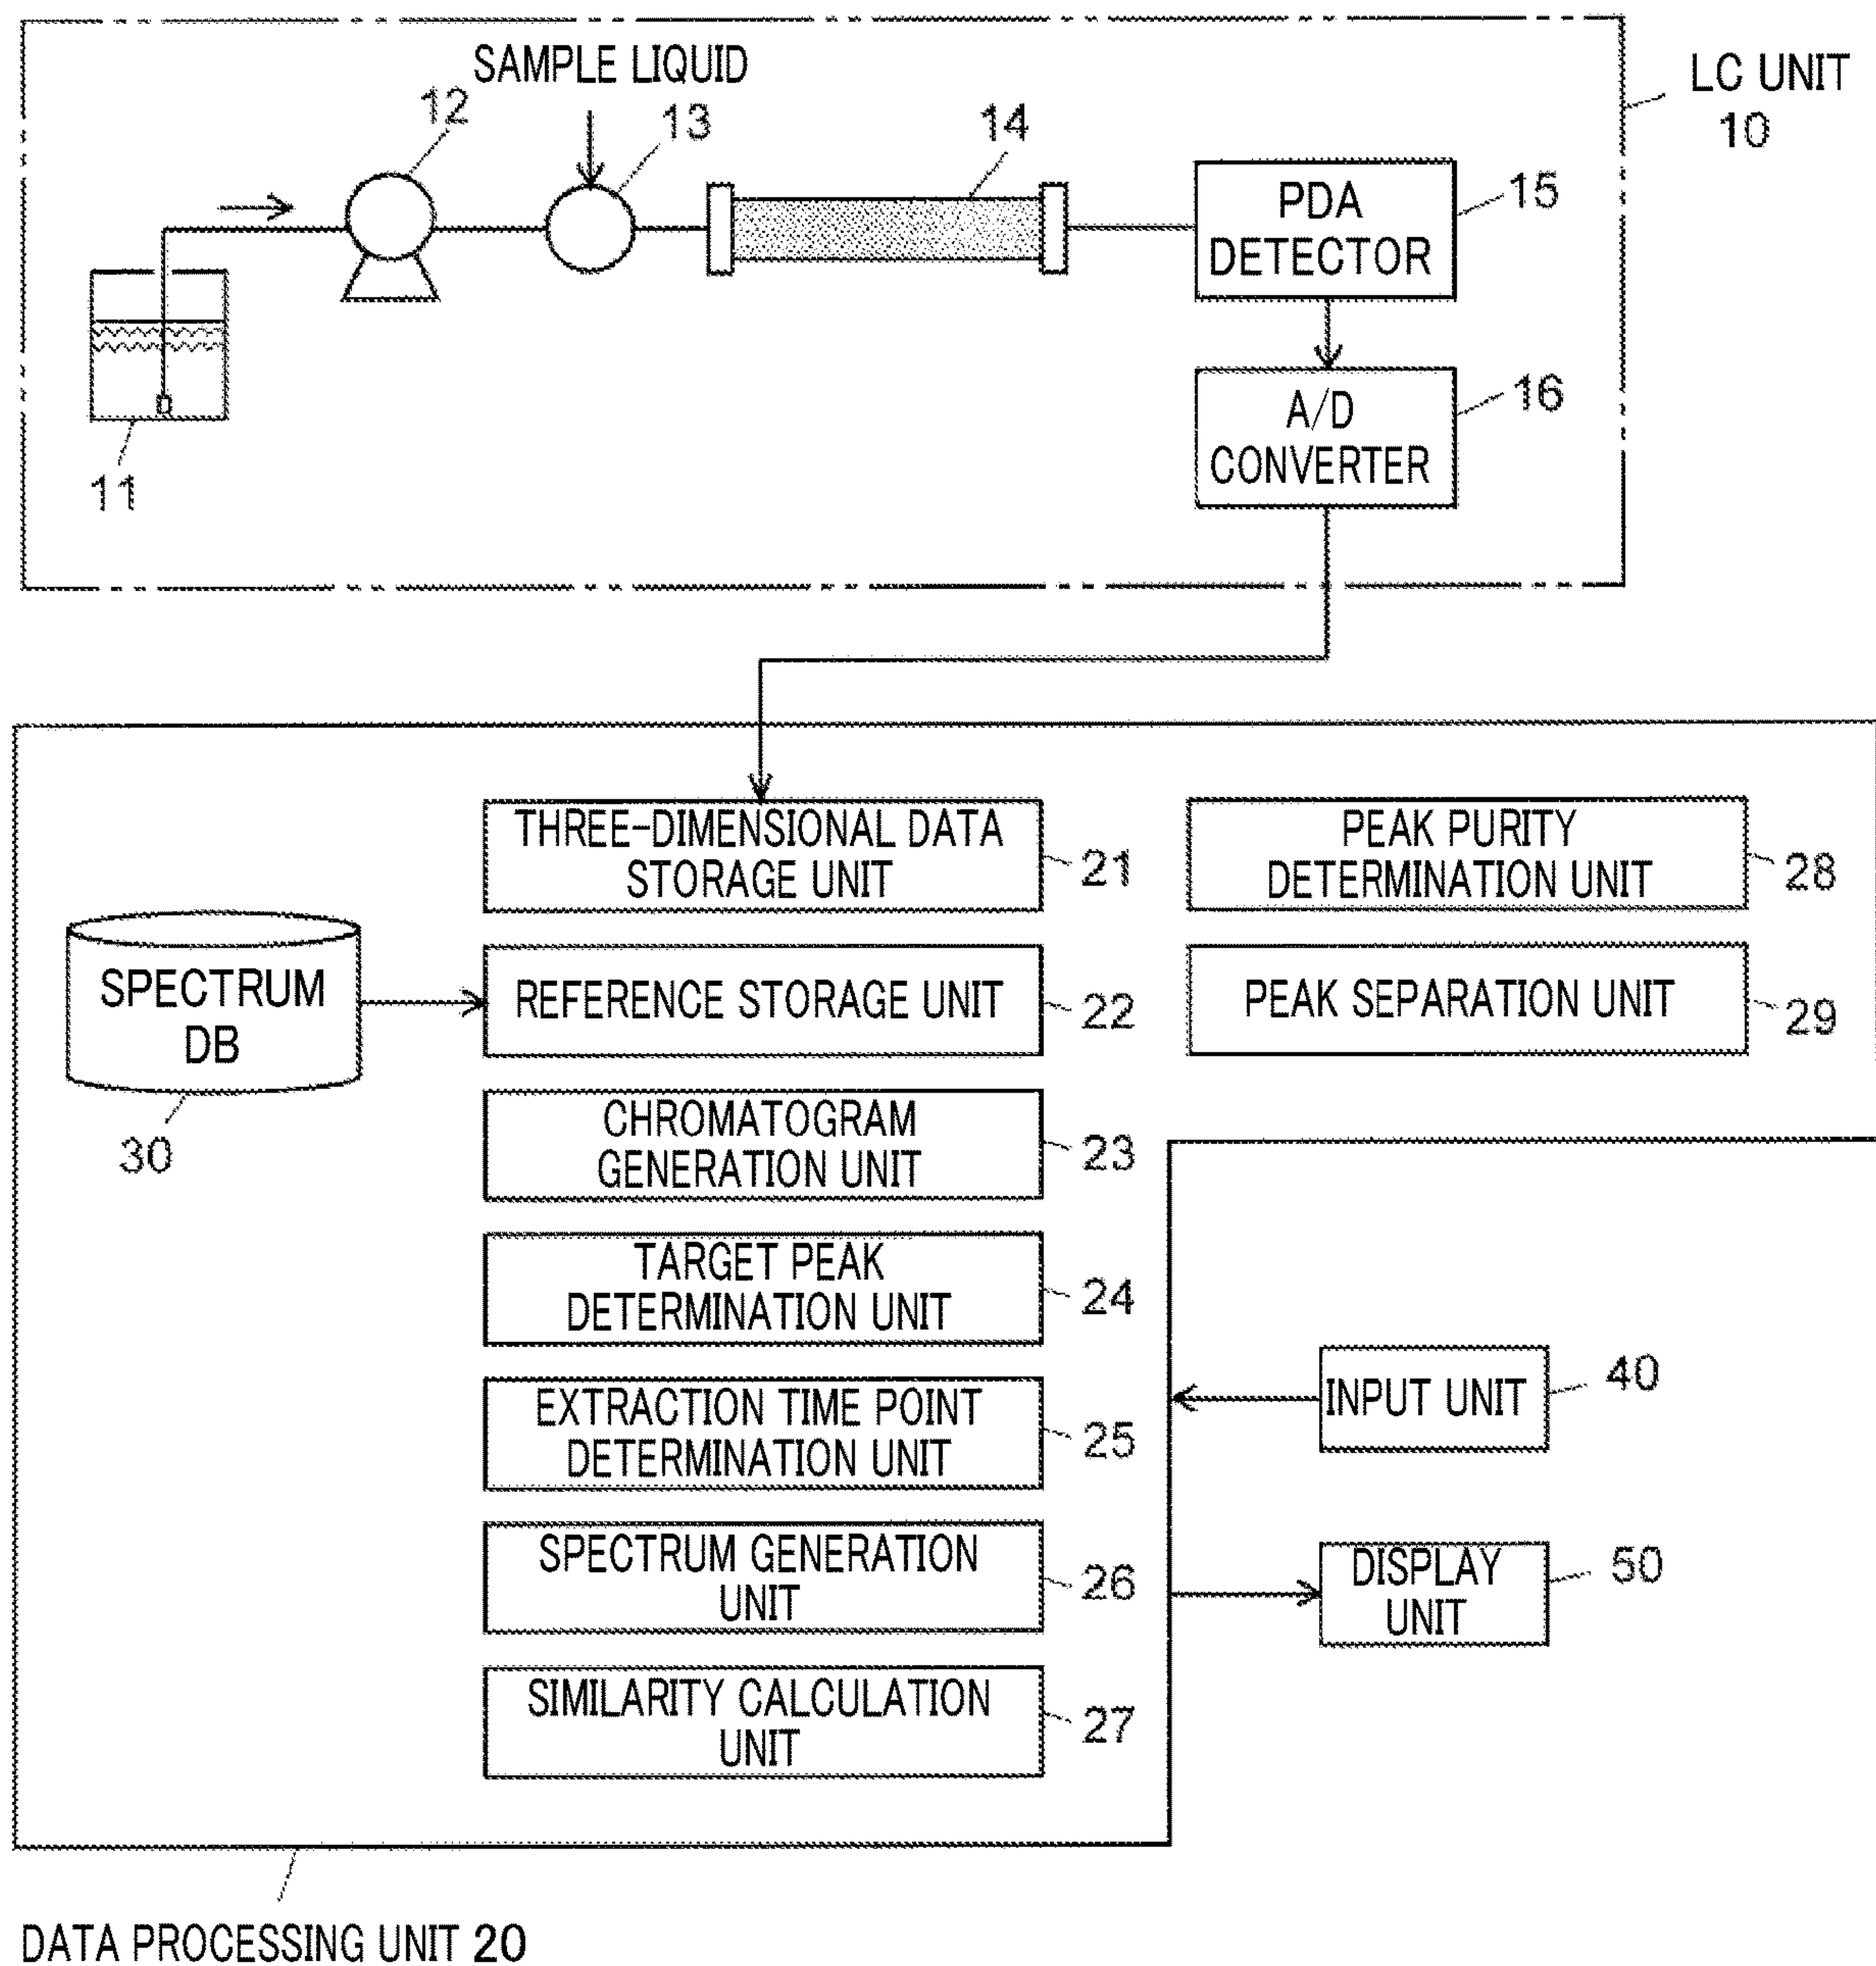 SAMPLE LIQUID
LC UNIT
10
12
13
14
PDA
DETECTOR
15
A/D
CONVERTER
16
11
THREE-DIMENSIONAL DATA
STORAGE UNIT
21
PEAK PURITY
DETERMINATION UNIT
28
SPECTRUM
DB
30
REFERENCE STORAGE UNIT
22
PEAK SEPARATION UNIT
29
CHROMATOGRAM
GENERATION UNIT
23
TARGET PEAK
DETERMINATION UNIT
24
EXTRACTION TIME POINT
DETERMINATION UNIT
25
INPUT UNIT
40
SPECTRUM GENERATION
UNIT
26
DISPLAY
UNIT
50
SIMILARITY CALCULATION
UNIT
27
DATA PROCESSING UNIT 20